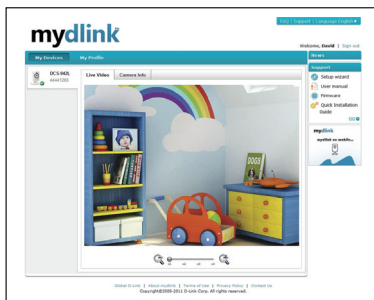 FAQ | Support | Language English
mydlink
Welcome, David | Sign out
My Devices
My Profile
News
Support
Setup wizard
User manual
Firmware
Quick Installation
Guide
mydlink
DCS-942L
Live Video
Camera Info
DOGS
Global D-Link | About mydlink | Terms of Use | Privacy Policy | Contact Us
Copyright©2005-2011 D-Link Corp. All rights reserved.